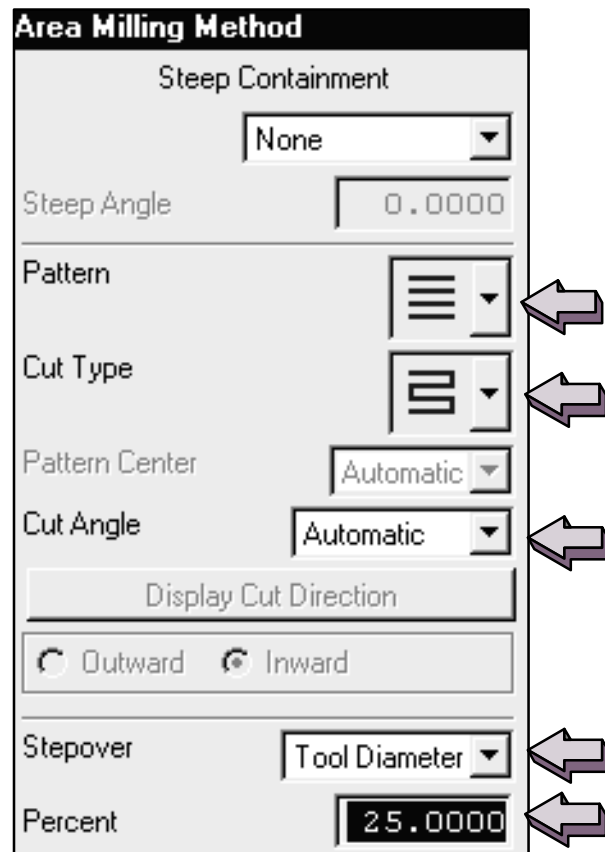 Area Milling Method
Steep Containment
None
Steep Angle 0.0000
Pattern
Cut Type
Pattern Center Automatic
Cut Angle Automatic
Display Cut Direction
Outward Inward
Stepover Tool Diameter
Percent 25.0000